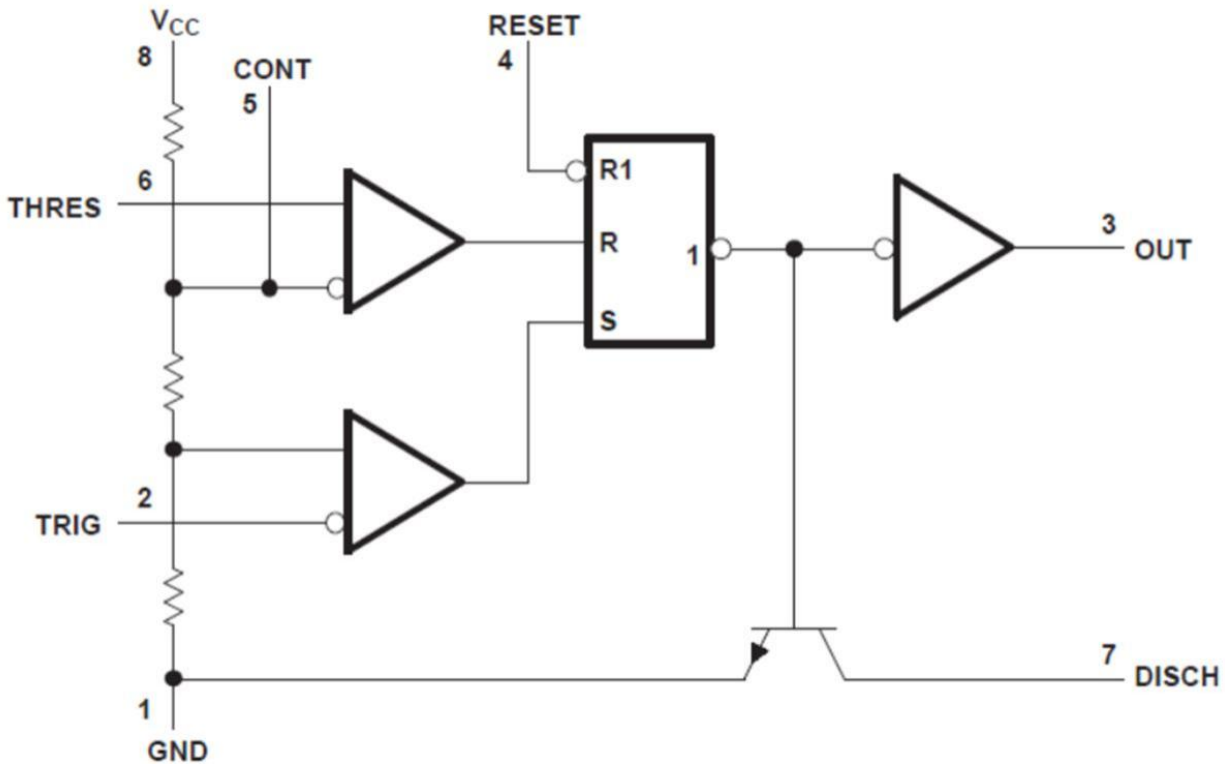 VCC
8
CONT
5
RESET
4
6
THRES
R1
R
1
S
3
OUT
2
TRIG
7
DISCH
1
GND